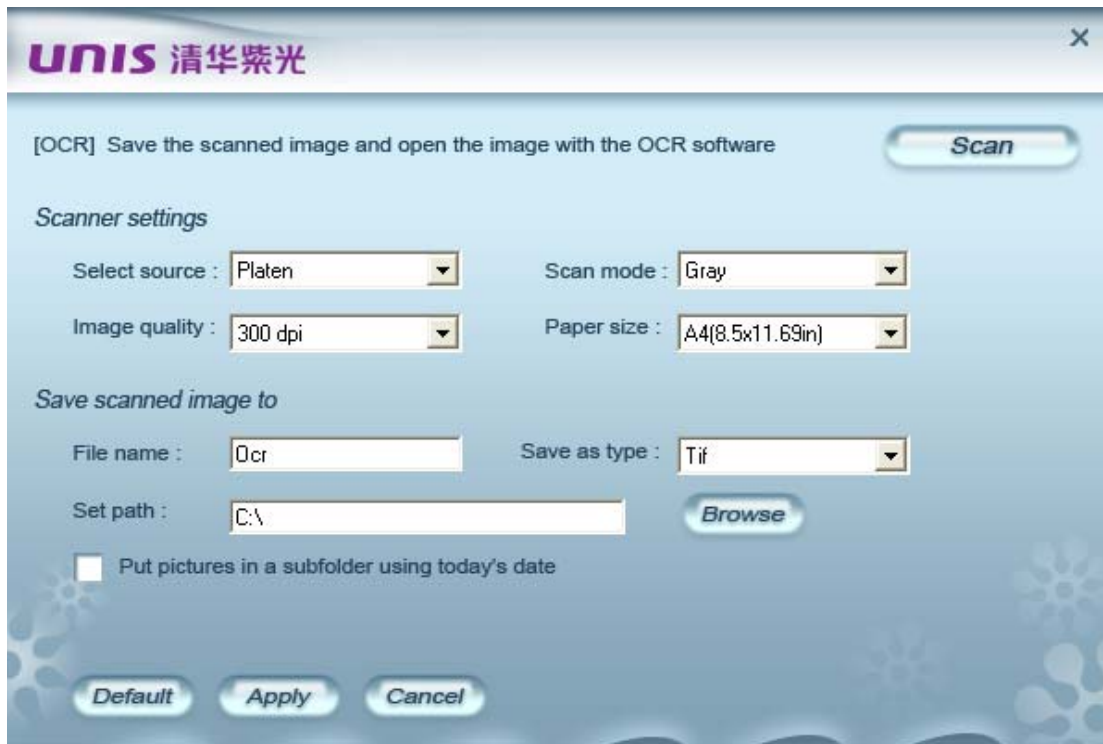 UNIS 清华紫光
[OCR] Save the scanned image and open the image with the OCR software
Scan
Scanner settings
Select source : Platen
Scan mode : Gray
Image quality : 300 dpi
Paper size : A4(8.5x11.69in)
Save scanned image to
File name : Ocr
Save as type : Tif
Set path : C:\
Browse
Put pictures in a subfolder using today's date
Default Apply Cancel